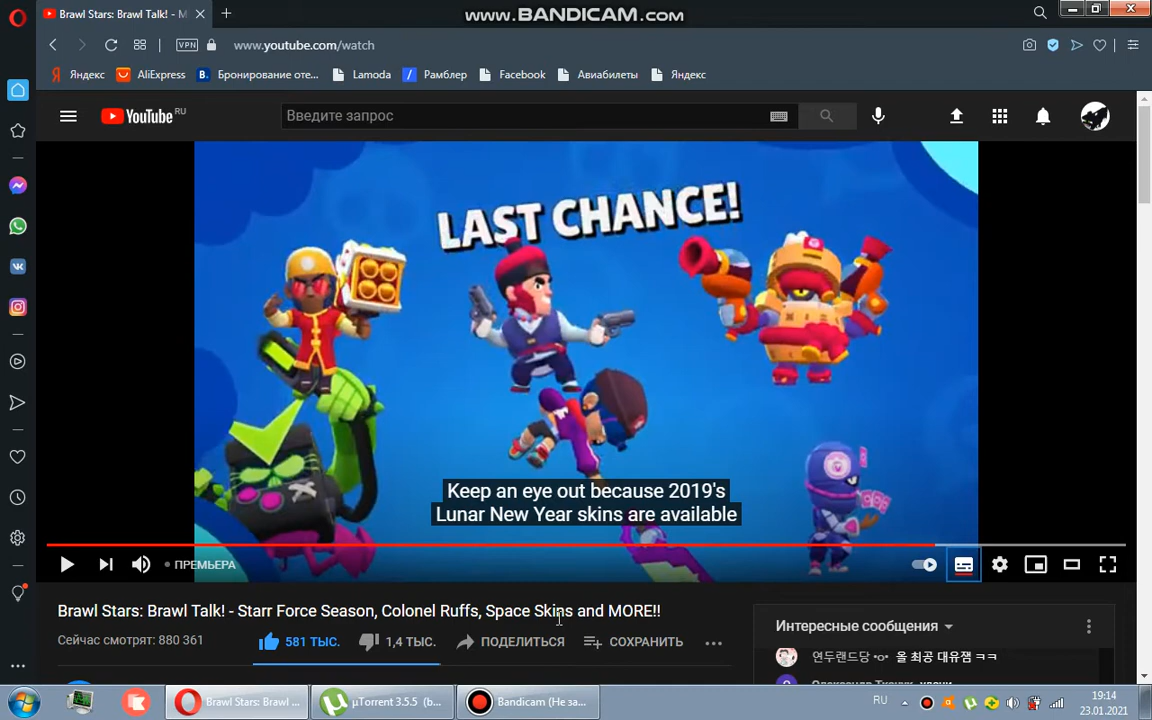 Brawl Stars: Brawl Talk! - M
www.BANDICAM.com
VPN
www.youtube.com/watch
Яндекс
AliExpress
B. Бронирование оте...
Lamoda
Рамблер
Facebook
Авиабилеты
Яндекс
YouTube RU
Введите запрос
LAST CHANCE!
Keep an eye out because 2019's
Lunar New Year skins are available
ПРЕМЬЕРА
Brawl Stars: Brawl Talk! - Starr Force Season, Colonel Ruffs, Space Skins and MORE!!
Сейчас смотрят: 880 361
581 ТЫС.
1,4 ТЫС.
ПОДЕЛИТЬСЯ
СОХРАНИТЬ
Интересные сообщения
연두랜드당 •o• 올 최공 대유잼 ㅋㅋ
Brawl Stars: Brawl ...
µTorrent 3.5.5 (b...
Bandicam (Не за...
RU
19:14
23.01.2021